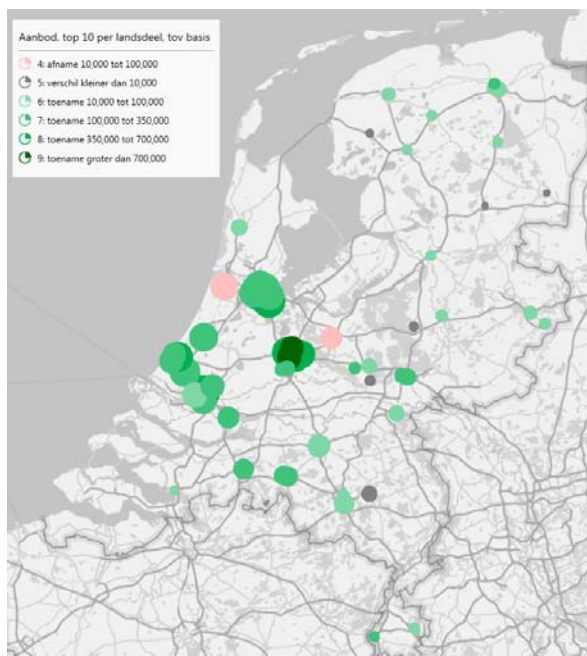 Aanbod, top 10 per landsdeel, tov basis
4: afname 10,000 tot 100,000
5: verschil kleiner dan 10,000
6: toename 10,000 tot 100,000
7: toename 100,000 tot 350,000
8: toename 350,000 tot 700,000
9: toename groter dan 700,000